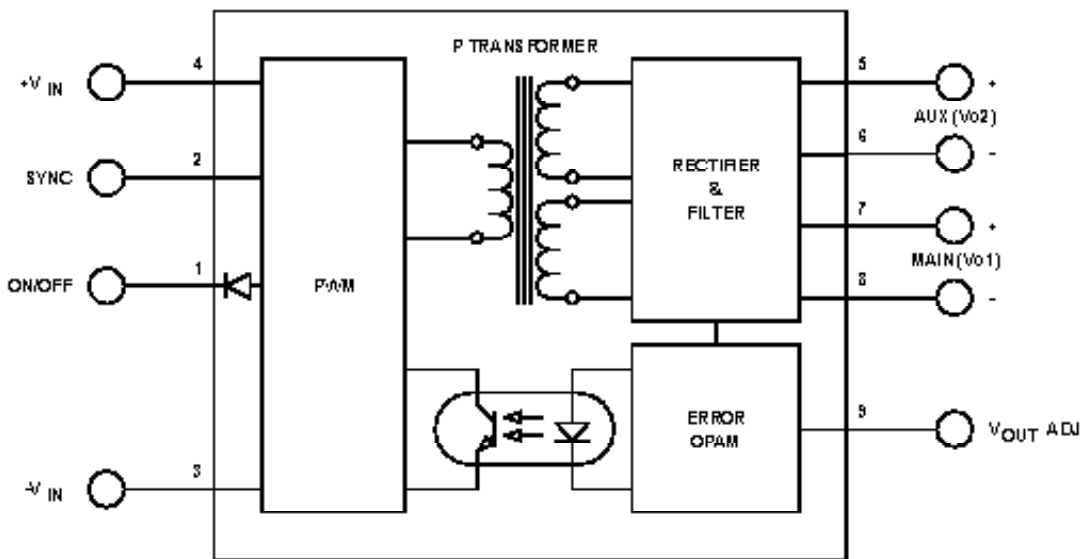 P TRANSFORMER
4
+V IN
2
SYNC
1
ON/OFF
3
-V IN
PWM
RECTIFIER
&
FILTER
ERROR
OPAM
5
+
AUX (Vo2)
6
-
7
+
MAIN (Vo1)
8
-
9
VOUT ADJ